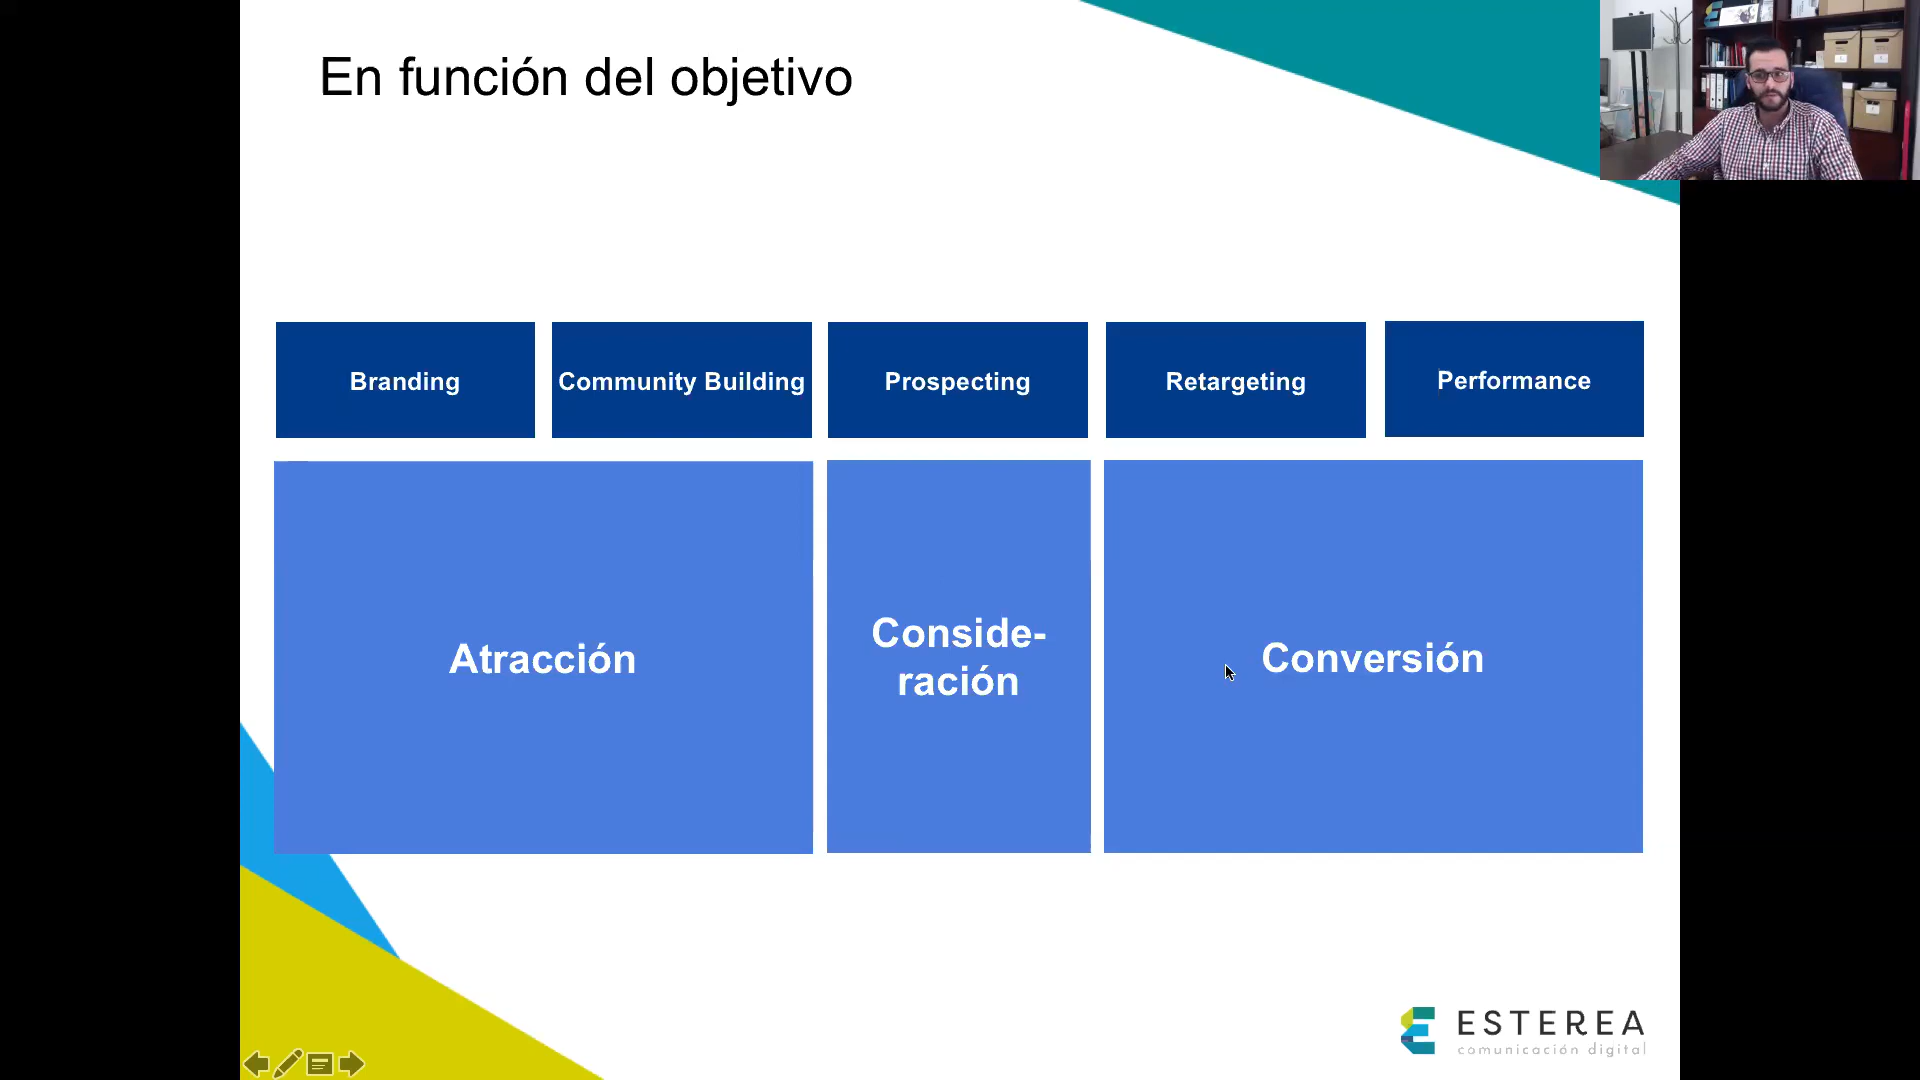 En función del objetivo
Branding
Community Building
Prospecting
Retargeting
Performance
Atracción
Conside-
ración
Conversión
ESTEREA
comunicación digital